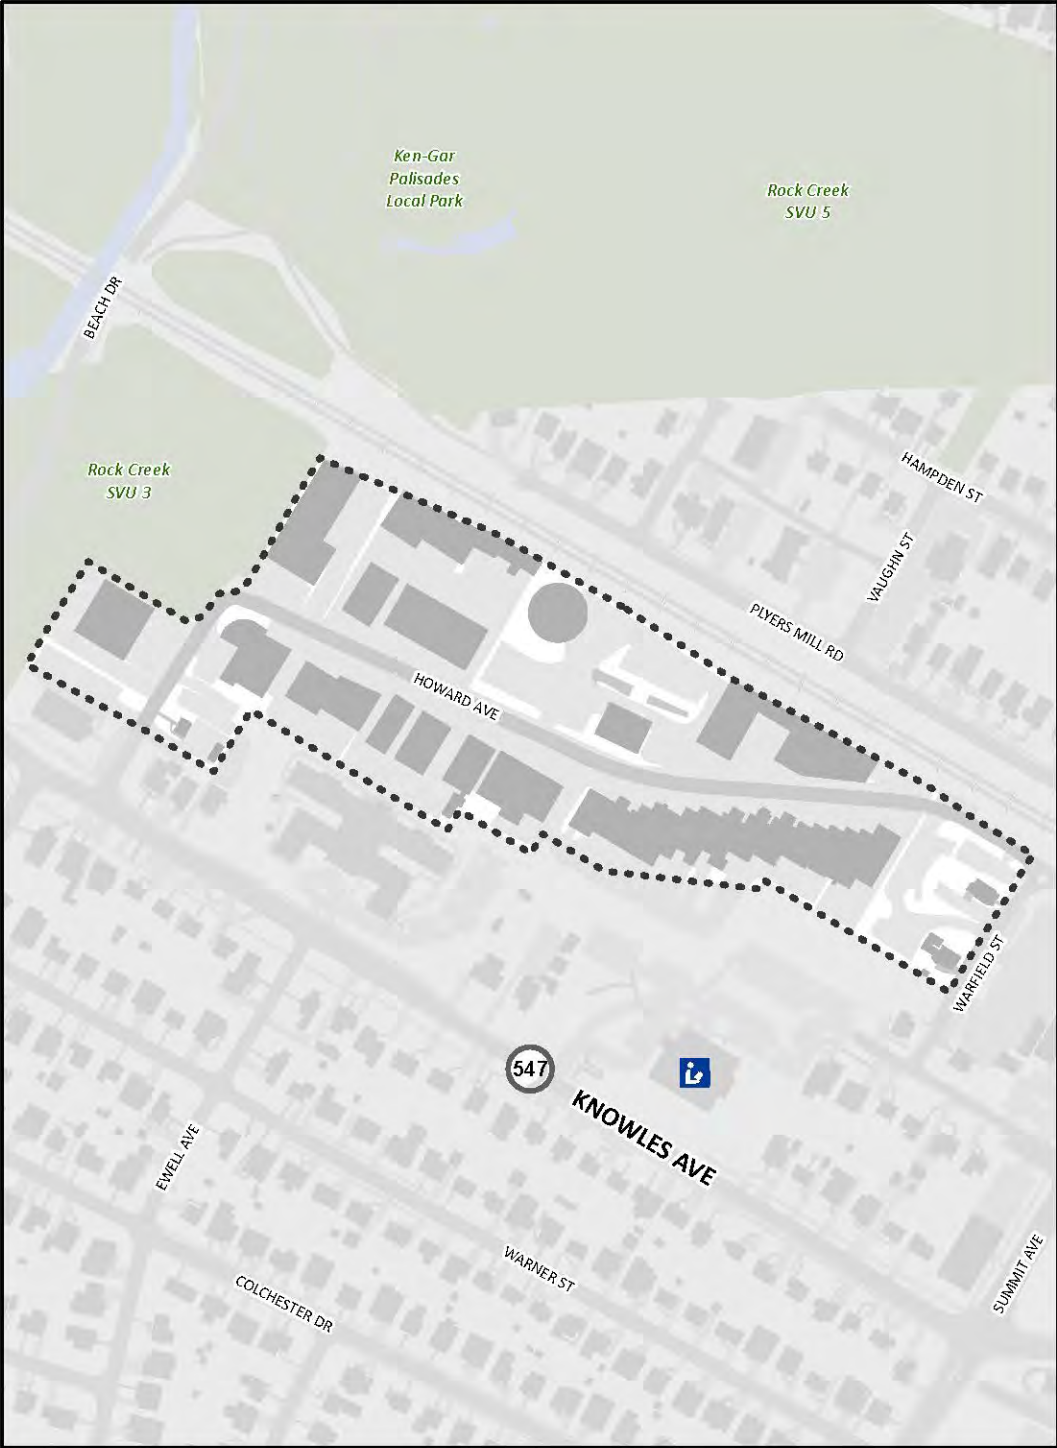 Ken-Gar
Palisades
Local Park
Rock Creek
SVU 5
BEACH DR
Rock Creek
SVU 3
HAMPDEN ST
VAUGHN ST
PLYERS MILL RD
HOWARD AVE
WARFIELD ST
547
KNOWLES AVE
EWELL AVE
WARNER ST
SUMMIT AVE
COLCHESTER DR